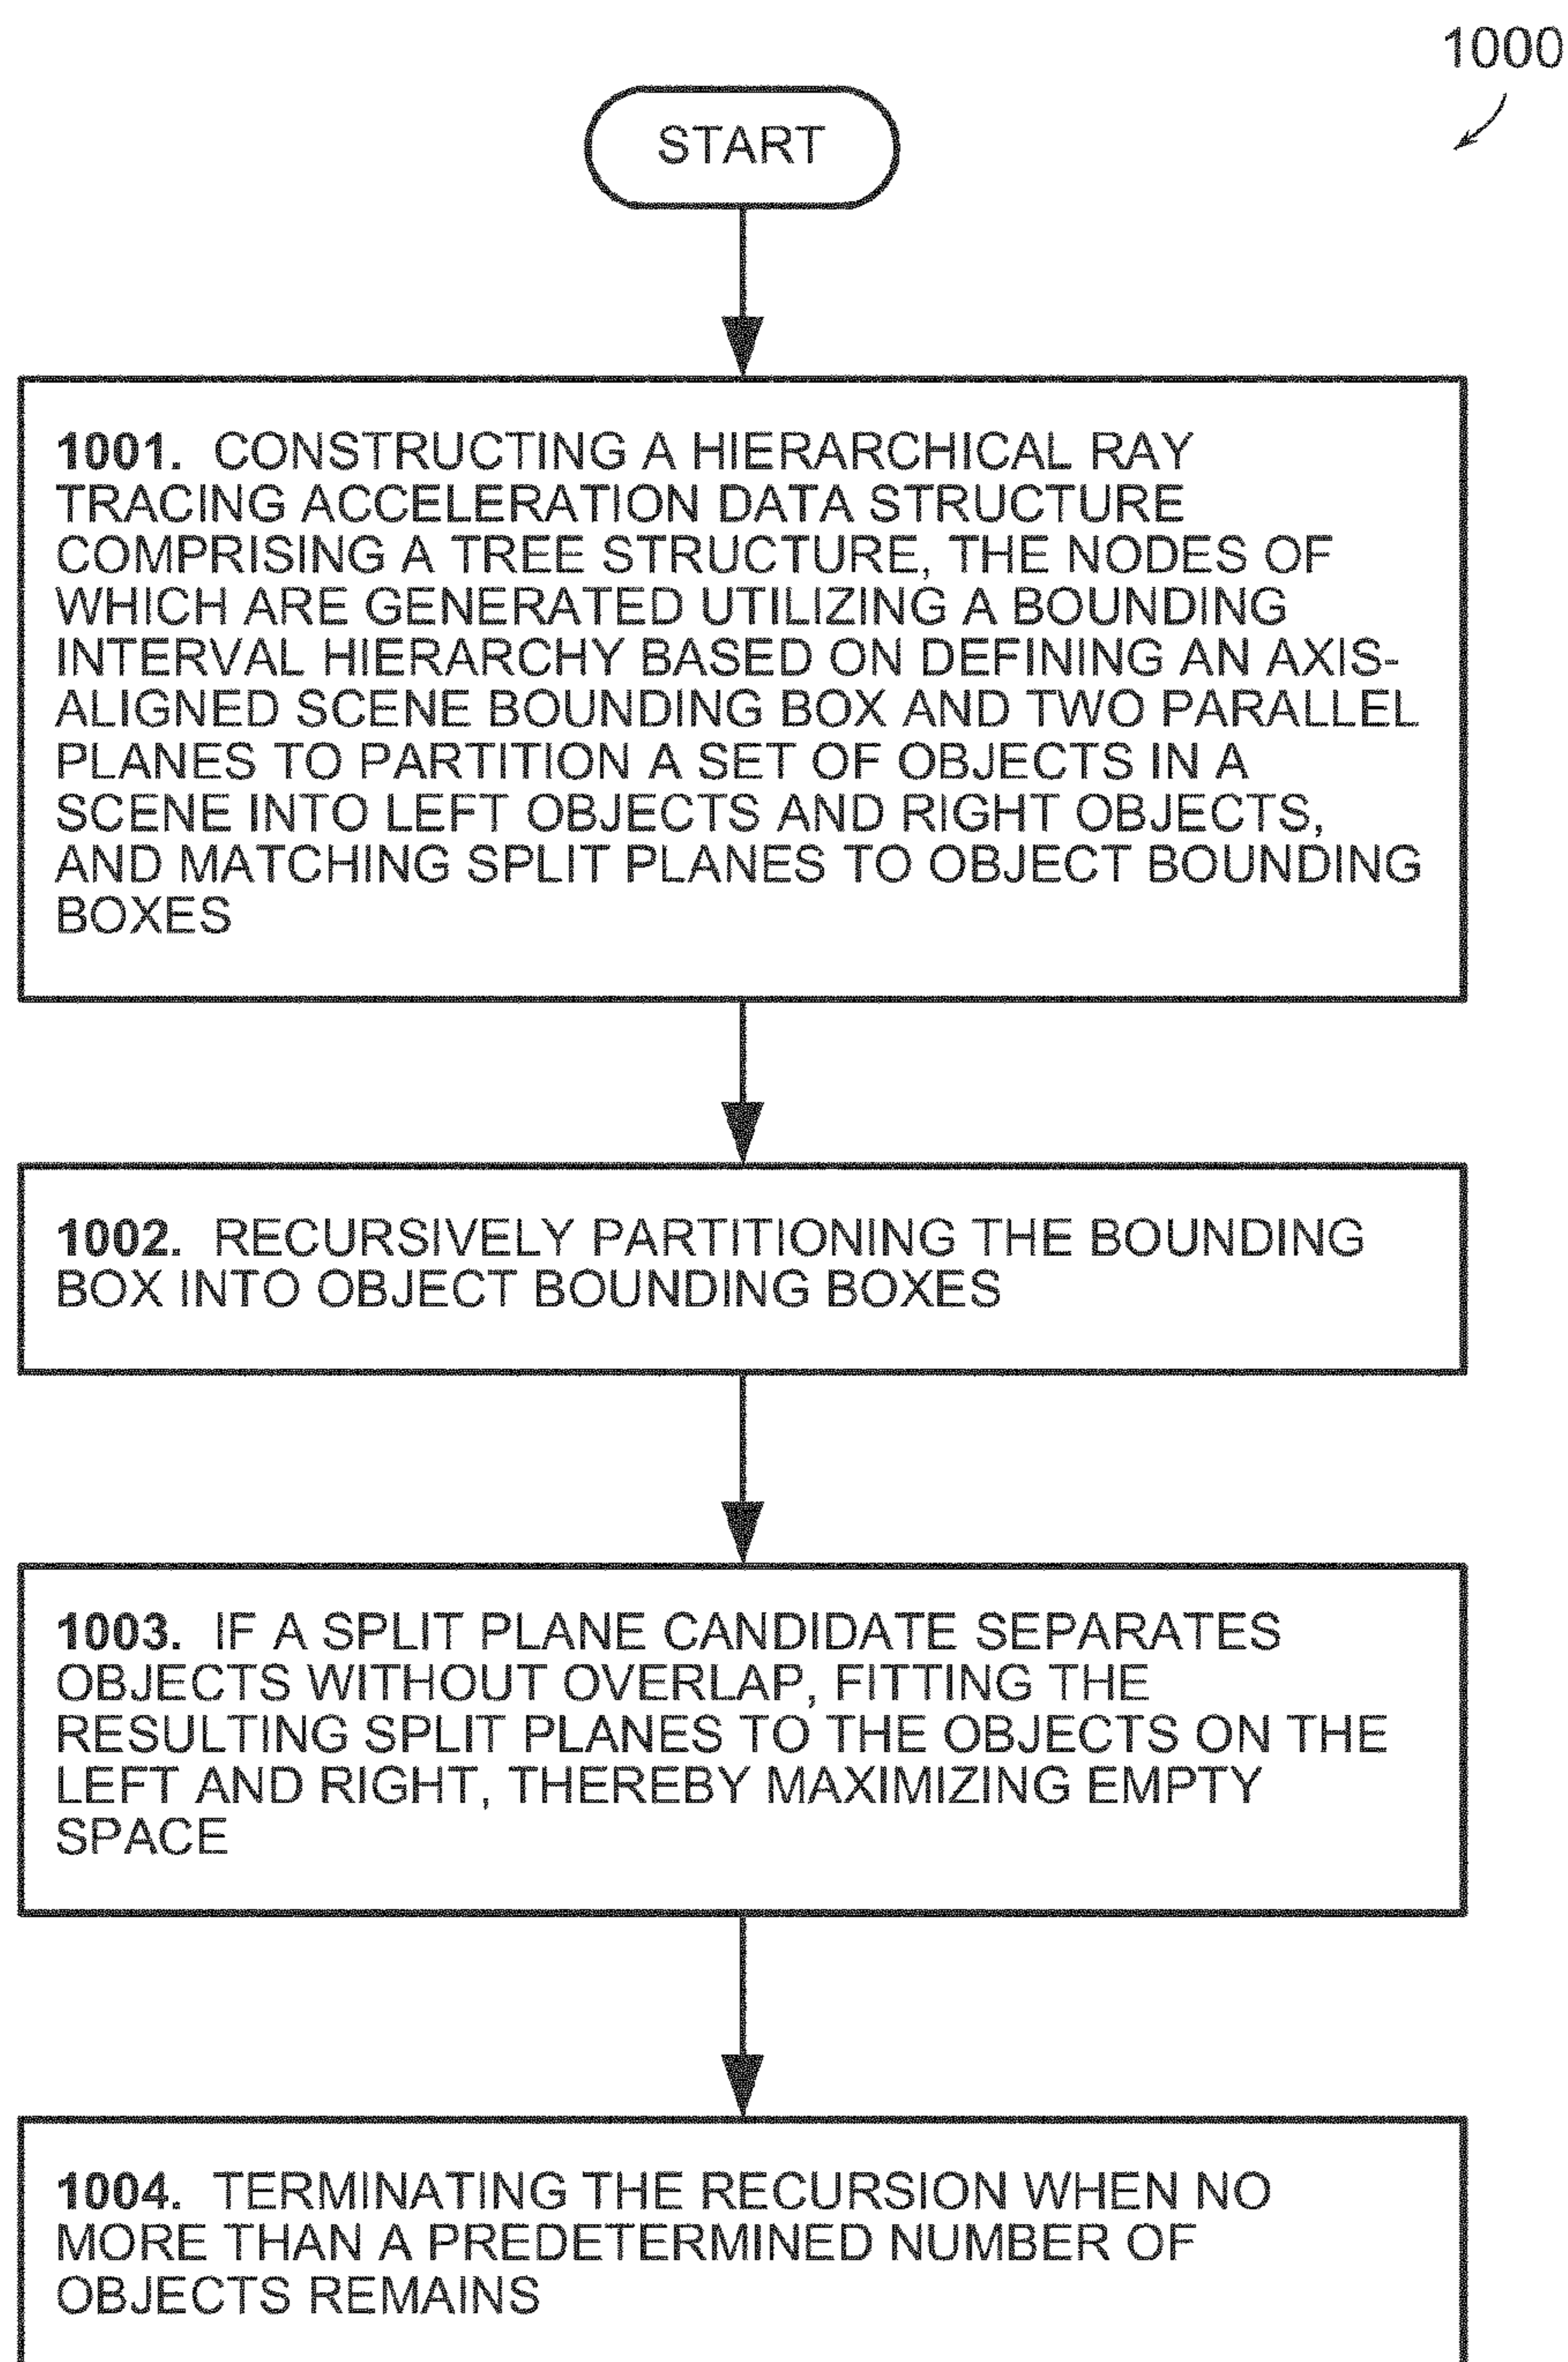 1000
START
1001. CONSTRUCTING A HIERARCHICAL RAY
TRACING ACCELERATION DATA STRUCTURE
COMPRISING A TREE STRUCTURE, THE NODES OF
WHICH ARE GENERATED UTILIZING A BOUNDING
INTERVAL HIERARCHY BASED ON DEFINING AN AXIS-
ALIGNED SCENE BOUNDING BOX AND TWO PARALLEL
PLANES TO PARTITION A SET OF OBJECTS IN A
SCENE INTO LEFT OBJECTS AND RIGHT OBJECTS,
AND MATCHING SPLIT PLANES TO OBJECT BOUNDING
BOXES
1002. RECURSIVELY PARTITIONING THE BOUNDING
BOX INTO OBJECT BOUNDING BOXES
1003. IF A SPLIT PLANE CANDIDATE SEPARATES
OBJECTS WITHOUT OVERLAP, FITTING THE
RESULTING SPLIT PLANES TO THE OBJECTS ON THE
LEFT AND RIGHT, THEREBY MAXIMIZING EMPTY
SPACE
1004. TERMINATING THE RECURSION WHEN NO
MORE THAN A PREDETERMINED NUMBER OF
OBJECTS REMAINS